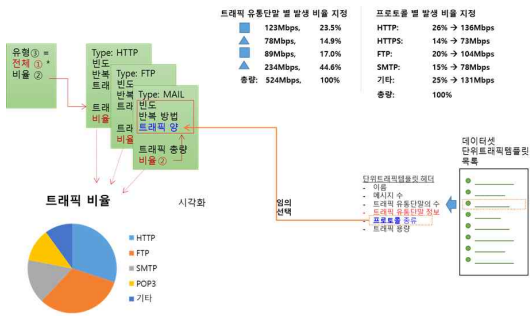 트래픽 유통단말 별 발생 비율 지정
123Mbps, 23.5%
78Mbps, 14.9%
89Mbps, 17.0%
234Mbps, 44.6%
총량: 524Mbps, 100%
프로토콜 별 발생 비율 지정
HTTP: 26% → 136Mbps
HTTPS: 14% → 73Mbps
FTP: 20% → 104Mbps
SMTP: 15% → 78Mbps
기타: 25% → 131Mbps
총량: 100%
유형③ =
전체 ① *
비율 ②
Type: HTTP
빈도
반복
트래
비율
Type: FTP
빈도
반복
트래
트래
비율
Type: MAIL
빈도
반복 방법
트래픽 양
트래픽 총량
비율②
데이터셋
단위트래픽템플릿
목록
단위트래픽템플릿 헤더
- 이름
- 메시지 수
- 트래픽 유통단말의 수
- 트래픽 유통단말 정보
- 프로토콜 종류
- 트래픽 용량
임의
선택
트래픽 비율
시각화
HTTP
FTP
SMTP
POP3
기타